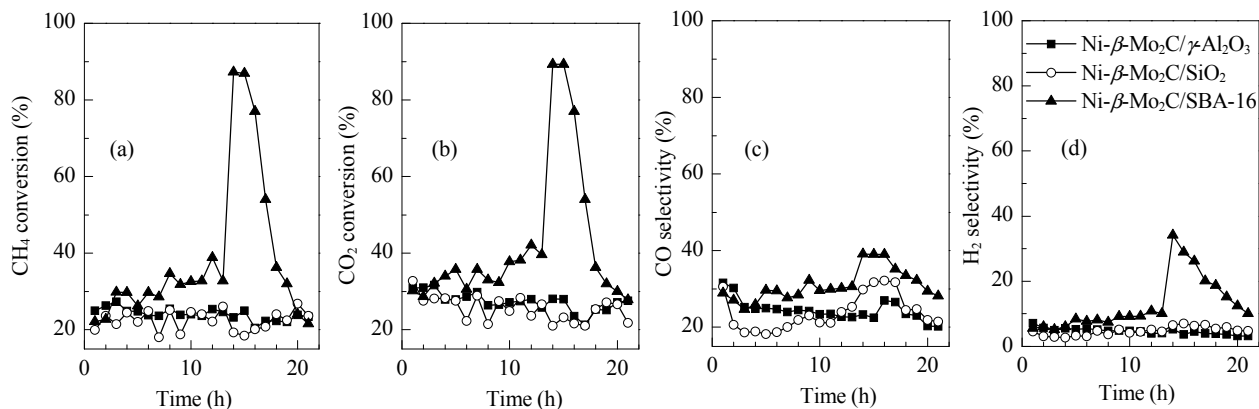 100
80
60
40
20
CH₄ conversion (%)
(a)
0
10
20
Time (h)
100
80
60
40
20
CO₂ conversion (%)
(b)
0
10
20
Time (h)
100
80
60
40
20
0
CO selectivity (%)
(c)
0
10
20
Time (h)
100
80
60
40
20
0
H₂ selectivity (%)
Ni-β-Mo₂C/γ-Al₂O₃
Ni-β-Mo₂C/SiO₂
Ni-β-Mo₂C/SBA-16
(d)
0
10
20
Time (h)